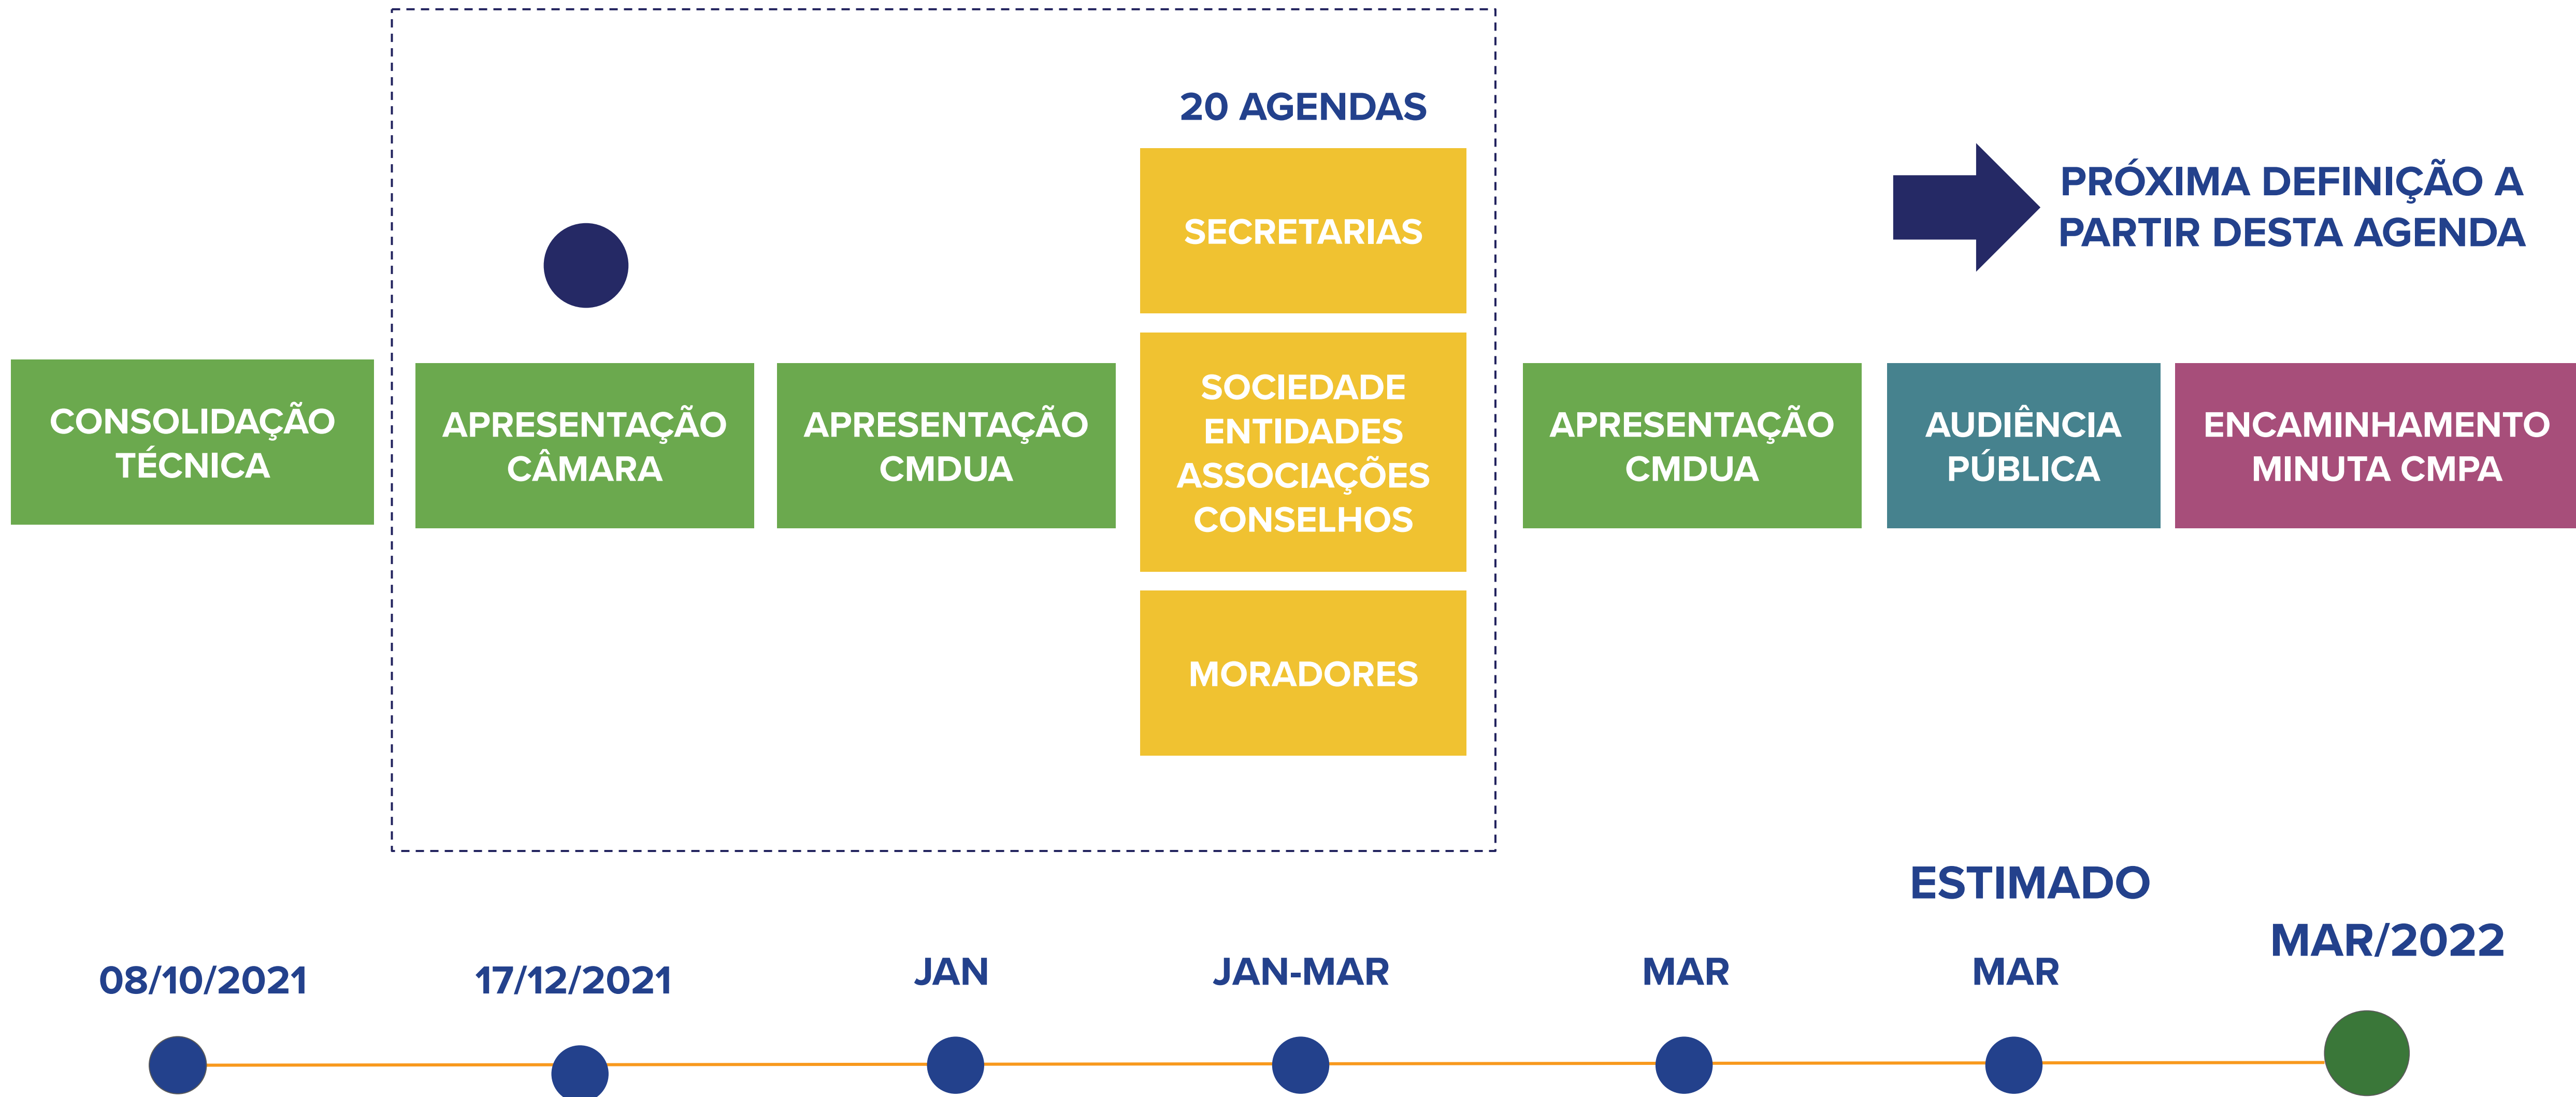 20 AGENDAS
SECRETARIAS
PRÓXIMA DEFINIÇÃO A
PARTIR DESTA AGENDA
CONSOLIDAÇÃO
TÉCNICA
APRESENTAÇÃO
CÂMARA
APRESENTAÇÃO
CMDUA
SOCIEDADE
ENTIDADES
ASSOCIAÇÕES
CONSELHOS
APRESENTAÇÃO
CMDUA
AUDIÊNCIA
PÚBLICA
ENCAMINHAMENTO
MINUTA CMPA
MORADORES
ESTIMADO
08/10/2021
17/12/2021
JAN
JAN-MAR
MAR
MAR
MAR/2022